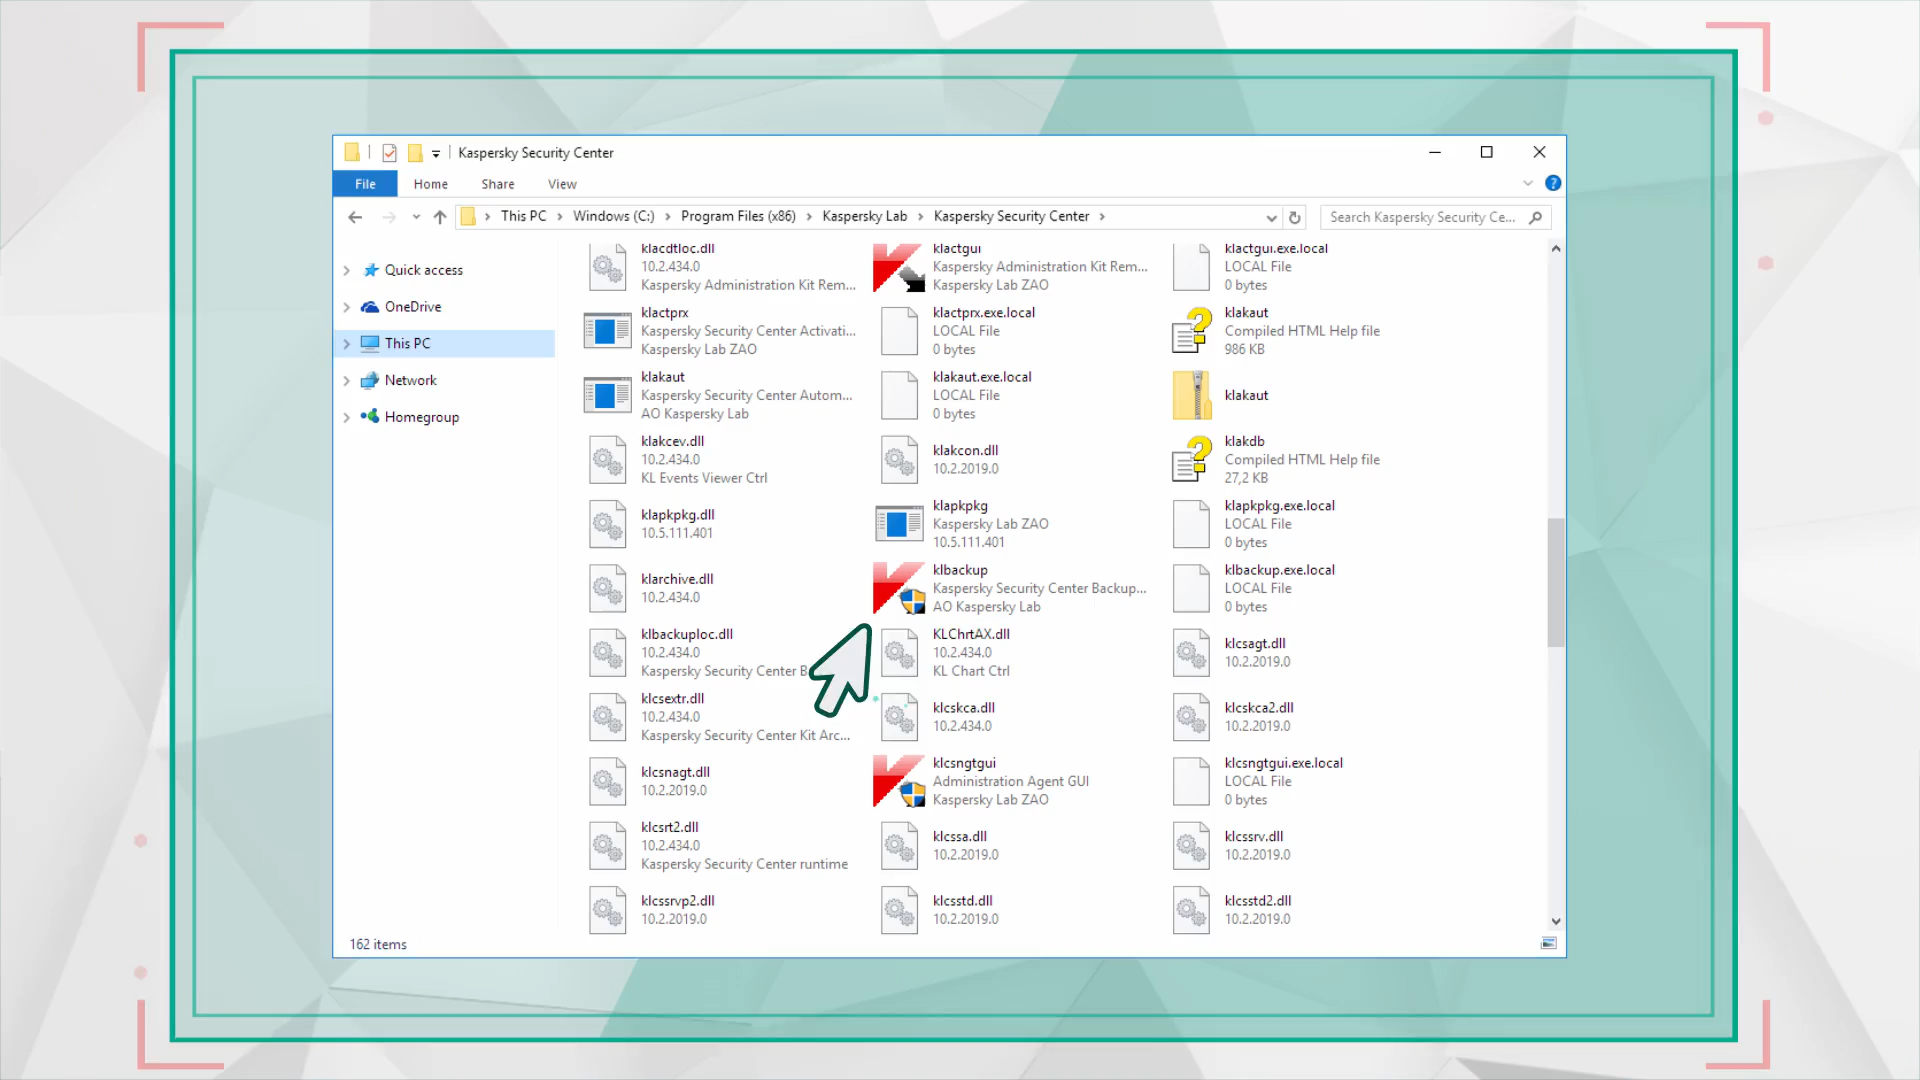 Kaspersky Security Center
File Home Share View
This PC Windows (C:) Program Files (x86) Kaspersky Lab Kaspersky Security Center
Search Kaspersky Security Ce...
Quick access
OneDrive
This PC
Network
Homegroup
klacdtloc.dll
10.2.434.0
Kaspersky Administration Kit Rem...
klactgui
Kaspersky Administration Kit Rem...
Kaspersky Lab ZAO
klactgui.exe.local
LOCAL File
0 bytes
klactprx
Kaspersky Security Center Activati...
Kaspersky Lab ZAO
klactprx.exe.local
LOCAL File
0 bytes
klakaut
Compiled HTML Help file
986 KB
klakaut
Kaspersky Security Center Autom...
AO Kaspersky Lab
klakaut.exe.local
LOCAL File
0 bytes
klakaut
klakcev.dll
10.2.434.0
KL Events Viewer Ctrl
klakcon.dll
10.2.2019.0
klakdb
Compiled HTML Help file
27,2 KB
klapkpkg.dll
10.5.111.401
klapkpkg
Kaspersky Lab ZAO
10.5.111.401
klapkpkg.exe.local
LOCAL File
0 bytes
klarchive.dll
10.2.434.0
klbackup
Kaspersky Security Center Backup...
AO Kaspersky Lab
klbackup.exe.local
LOCAL File
0 bytes
klbackuploc.dll
10.2.434.0
Kaspersky Security Center B
KLChrtAX.dll
10.2.434.0
KL Chart Ctrl
klcsagt.dll
10.2.2019.0
klcsextr.dll
10.2.434.0
Kaspersky Security Center Kit Arc...
klcskca.dll
10.2.434.0
klcskca2.dll
10.2.2019.0
klcsnagt.dll
10.2.2019.0
klcsngtgui
Administration Agent GUI
Kaspersky Lab ZAO
klcsngtgui.exe.local
LOCAL File
0 bytes
klcsrt2.dll
10.2.434.0
Kaspersky Security Center runtime
klcssa.dll
10.2.2019.0
klcssrv.dll
10.2.2019.0
klcssrvp2.dll
10.2.2019.0
klcsstd.dll
10.2.2019.0
klcsstd2.dll
10.2.2019.0
162 items